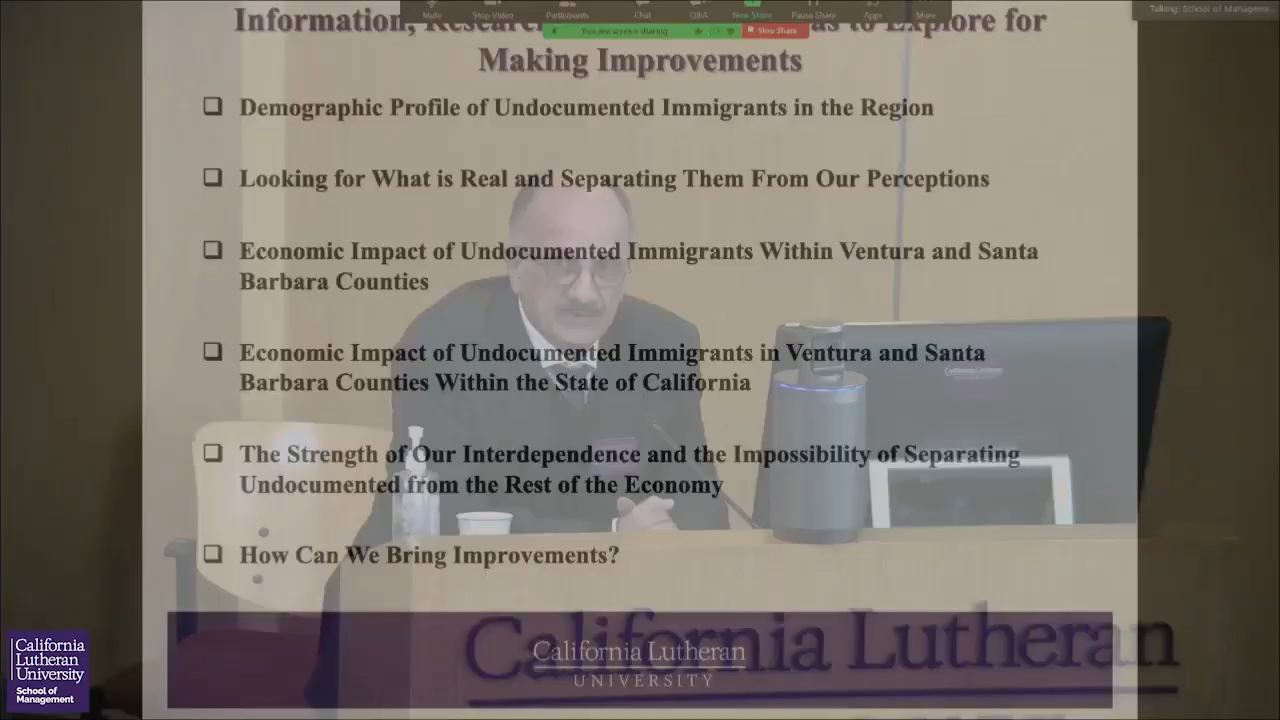 Mute Stop Video Participants Chat Q&A New Share Pause Share Apps More
Talking: School of Manageme...
You are screen sharing Stop Share
Information, to Explore for
Making Improvements
❑ Demographic Profile of Undocumented Immigrants in the Region
❑ Looking for What is Real and Separating Them From Our Perceptions
❑ Economic Impact of Undocumented Immigrants Within Ventura and Santa
Barbara Counties
❑ Economic Impact of Undocumented Immigrants in Ventura and Santa
Barbara Counties Within the State of California
❑ The Strength of Our Interdependence and the Impossibility of Separating
Undocumented from the Rest of the Economy
❑ How Can We Bring Improvements?
California Lutheran
UNIVERSITY
California Lutheran
California
Lutheran
University
School of
Management